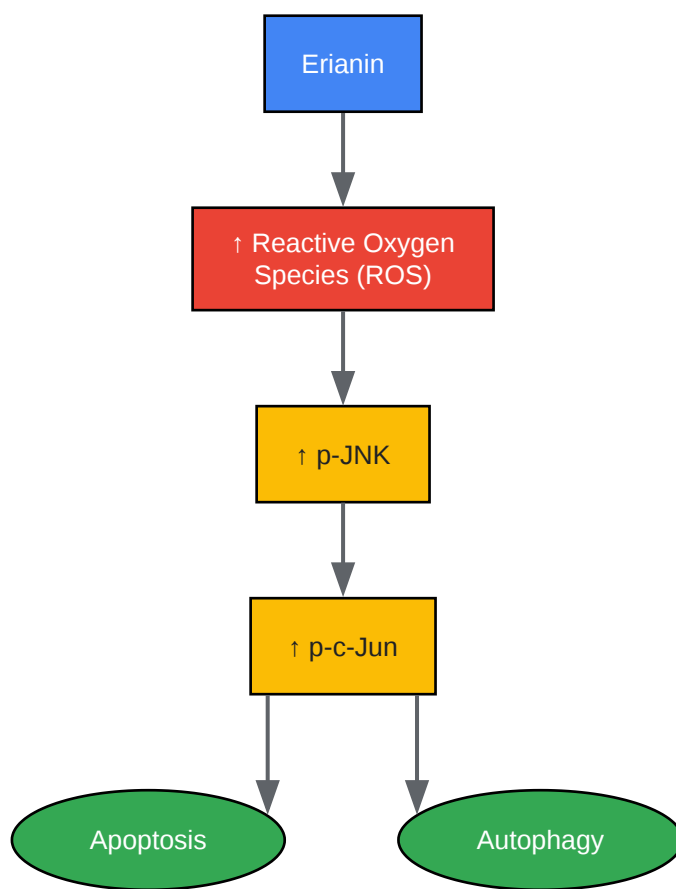 Erianin
↑ Reactive Oxygen
Species (ROS)
↑ p-JNK
↑ p-c-Jun
Apoptosis
Autophagy